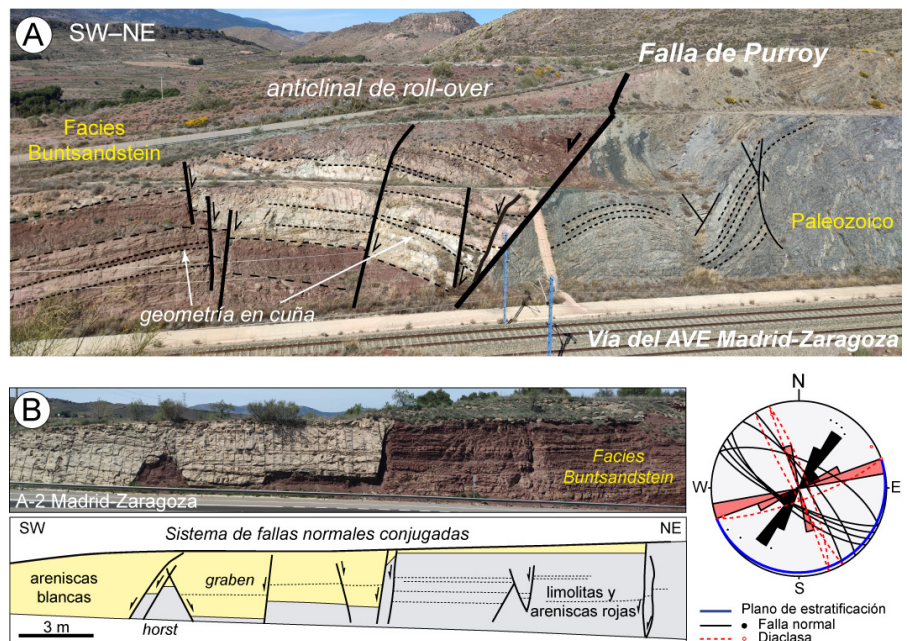 A
SW–NE
Falla de Purroy
anticlinal de roll-over
Facies
Buntsandstein
Paleozoico
geometría en cuña
Vía del AVE Madrid-Zaragoza
B
Facies
Buntsandstein
A-2 Madrid-Zaragoza
SW
NE
Sistema de fallas normales conjugadas
areniscas
blancas
graben
limolitas y
areniscas rojas
horst
3 m
N
W
E
S
Plano de estratificación
Falla normal
Diaclasa